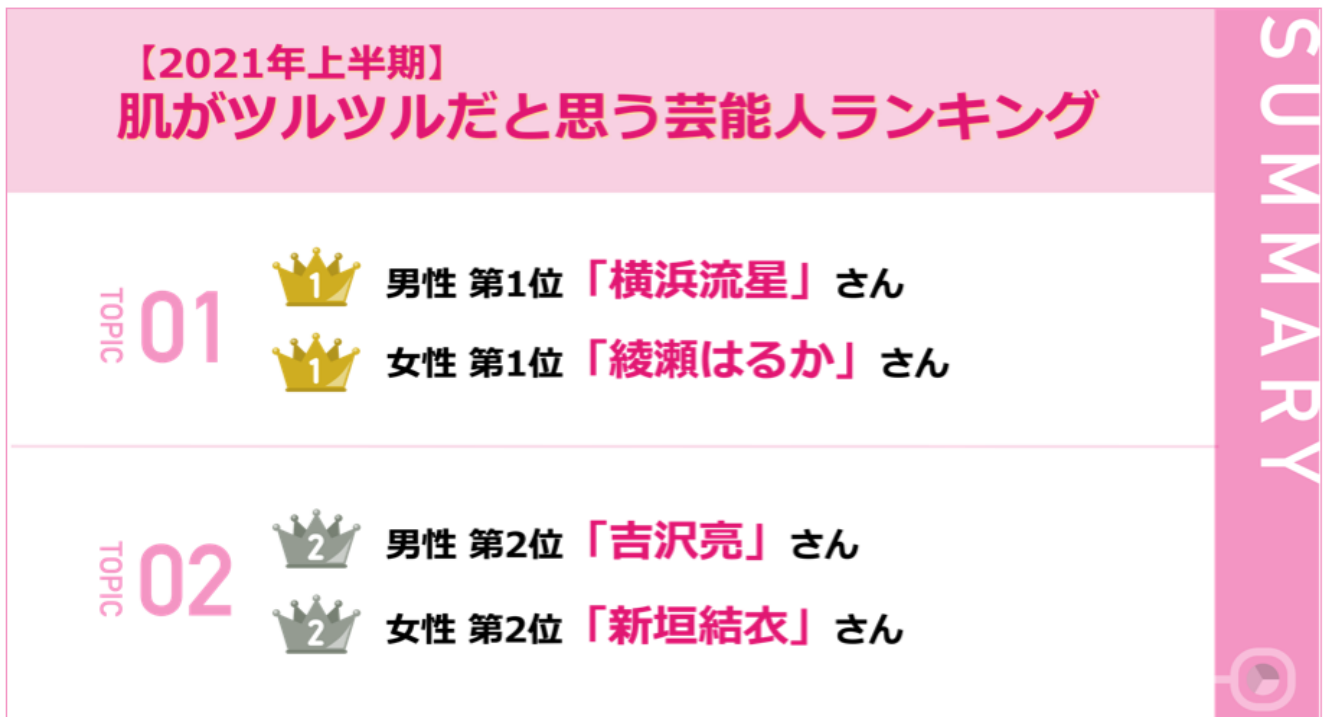 【2021年上半期】
肌がツルツルだと思う芸能人ランキング
SUMMARY
TOPIC 01
1 男性 第1位「横浜流星」さん
1 女性 第1位「綾瀬はるか」さん
TOPIC 02
2 男性 第2位「吉沢亮」さん
2 女性 第2位「新垣結衣」さん